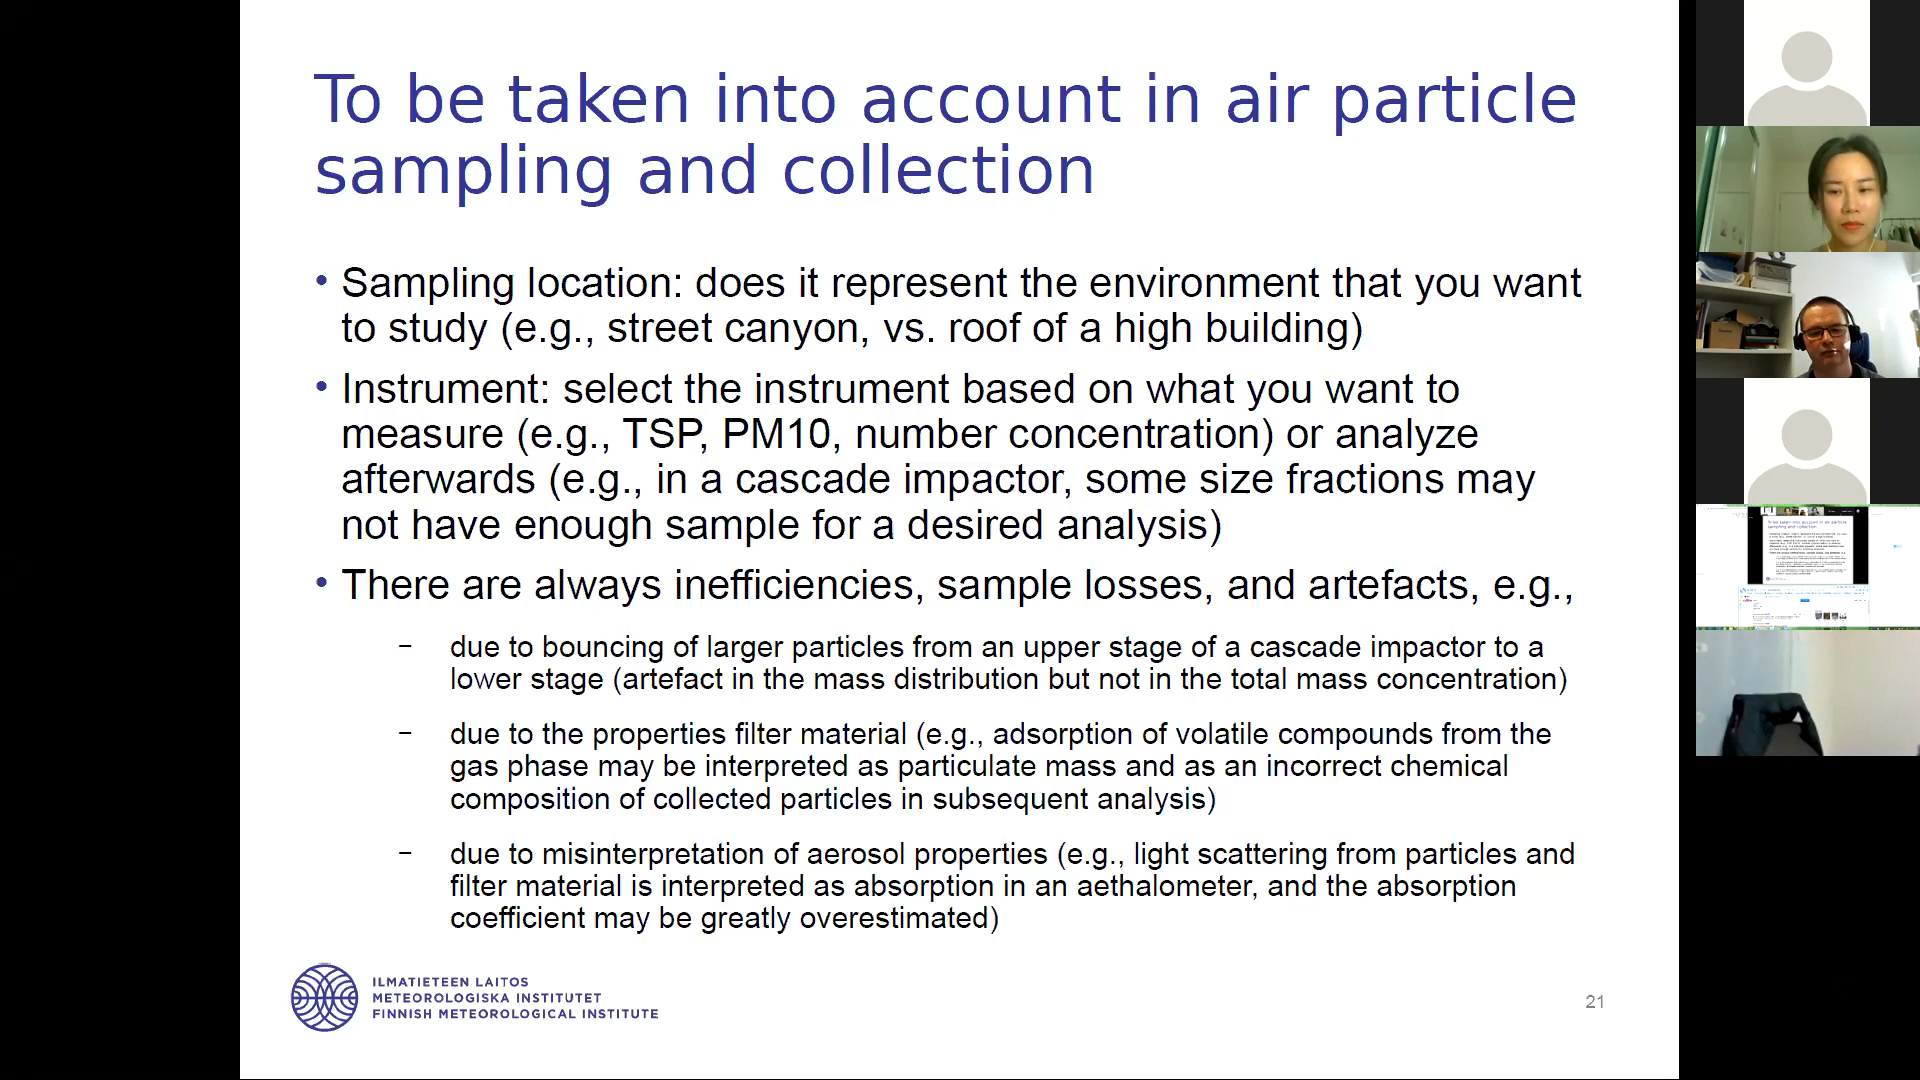 To be taken into account in air particle
sampling and collection
• Sampling location: does it represent the environment that you want
to study (e.g., street canyon, vs. roof of a high building)
• Instrument: select the instrument based on what you want to
measure (e.g., TSP, PM10, number concentration) or analyze
afterwards (e.g., in a cascade impactor, some size fractions may
not have enough sample for a desired analysis)
• There are always inefficiencies, sample losses, and artefacts, e.g.,
– due to bouncing of larger particles from an upper stage of a cascade impactor to a
lower stage (artefact in the mass distribution but not in the total mass concentration)
– due to the properties filter material (e.g., adsorption of volatile compounds from the
gas phase may be interpreted as particulate mass and as an incorrect chemical
composition of collected particles in subsequent analysis)
– due to misinterpretation of aerosol properties (e.g., light scattering from particles and
filter material is interpreted as absorption in an aethalometer, and the absorption
coefficient may be greatly overestimated)
ILMATIETEEN LAITOS
METEOROLOGISKA INSTITUTET
FINNISH METEOROLOGICAL INSTITUTE
21